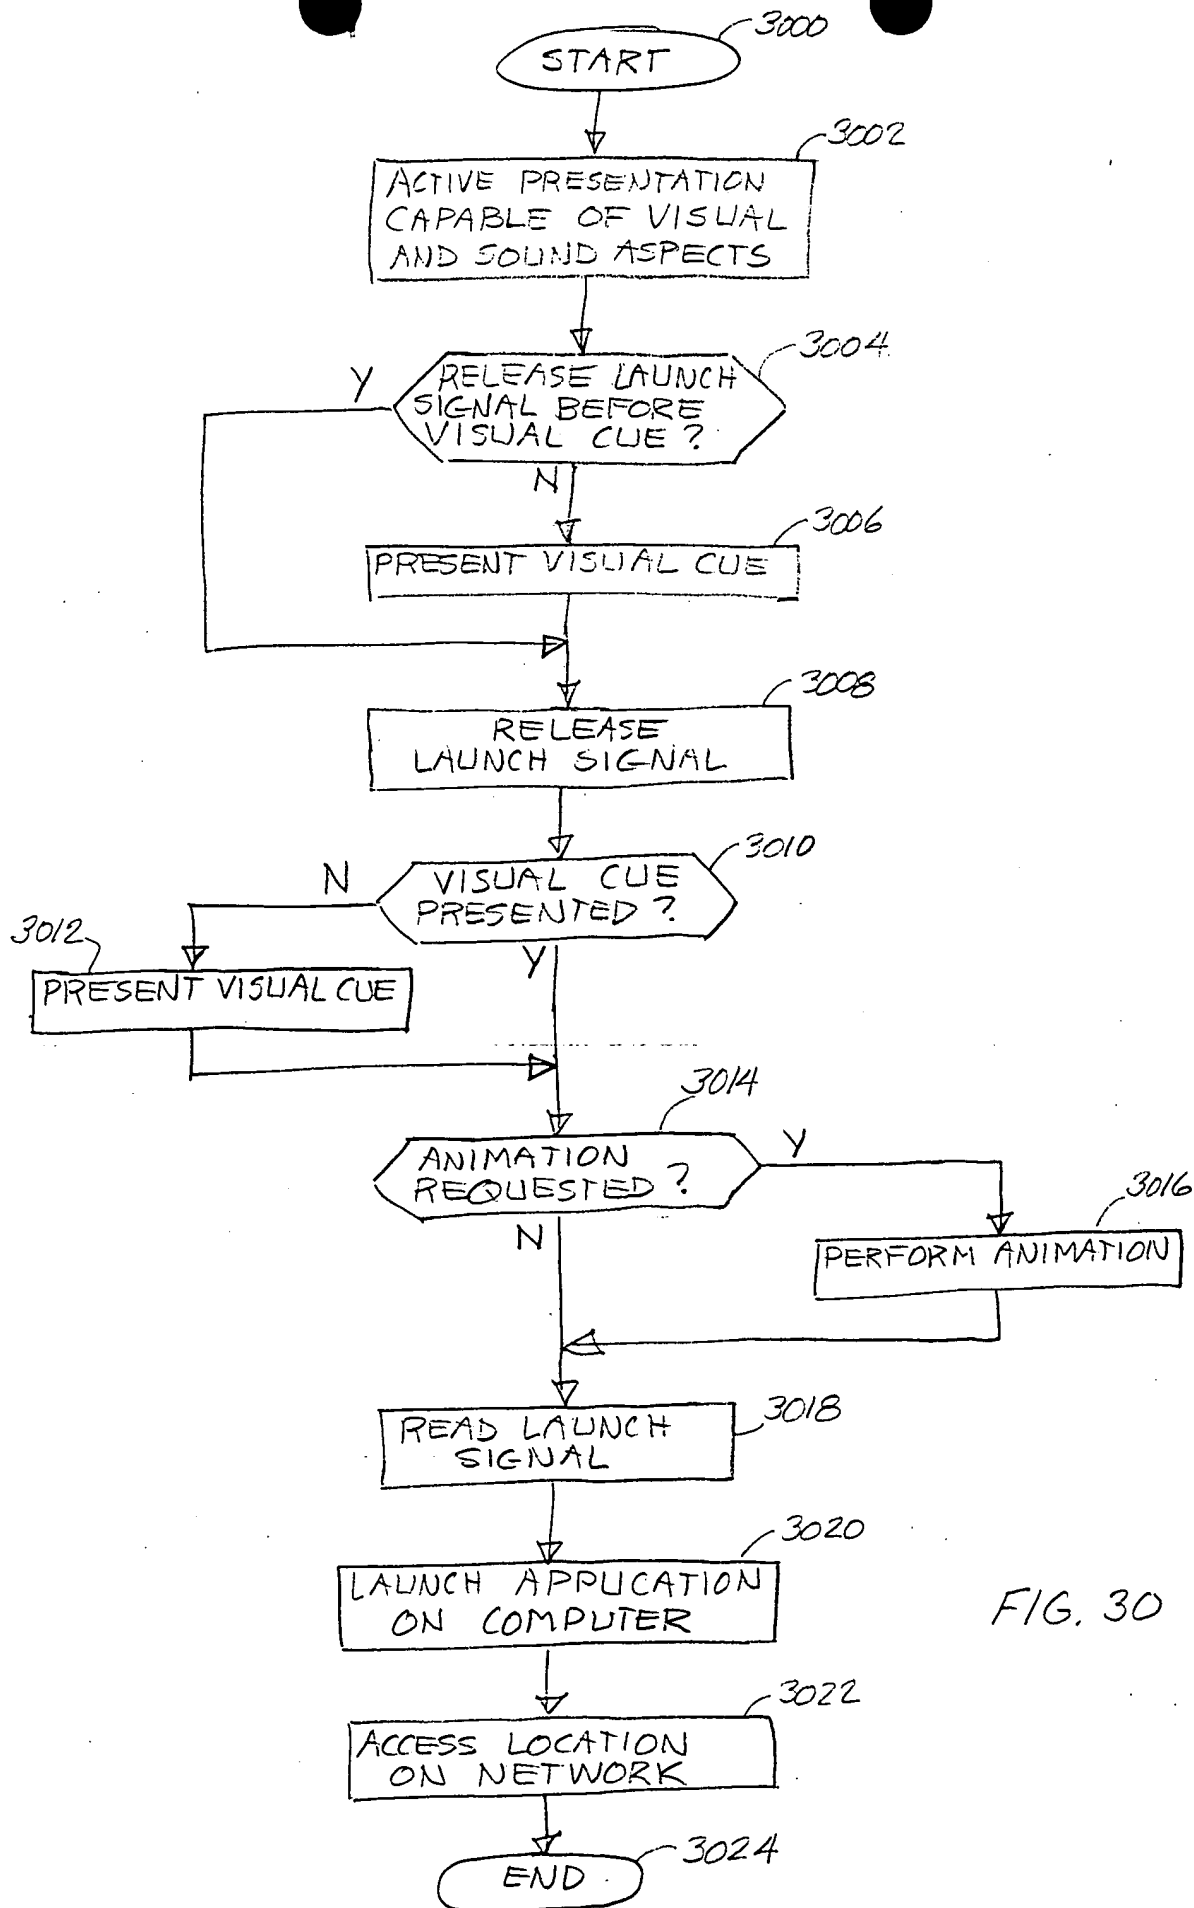 3000
START
3002
ACTIVE PRESENTATION
CAPABLE OF VISUAL
AND SOUND ASPECTS
3004
Y
RELEASE LAUNCH
SIGNAL BEFORE
VISUAL CUE?
N
3006
PRESENT VISUAL CUE
3008
RELEASE
LAUNCH SIGNAL
3010
N
VISUAL CUE
PRESENTED?
3012
Y
PRESENT VISUAL CUE
3014
ANIMATION
REQUESTED?
Y
3016
N
PERFORM ANIMATION
3018
READ LAUNCH
SIGNAL
3020
LAUNCH APPLICATION
ON COMPUTER
FIG. 30
3022
ACCESS LOCATION
ON NETWORK
3024
END